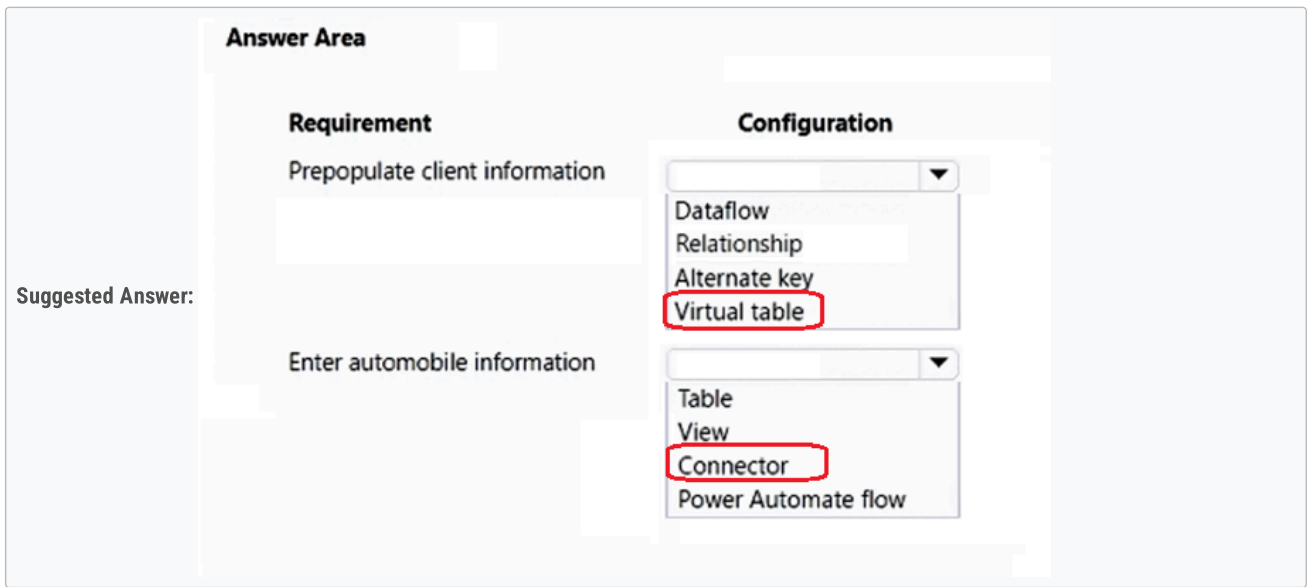 Answer Area
Requirement Configuration
Prepopulate client information
Dataflow
Relationship
Alternate key
Suggested Answer:
Virtual table
Enter automobile information
Table
View
Connector
Power Automate flow